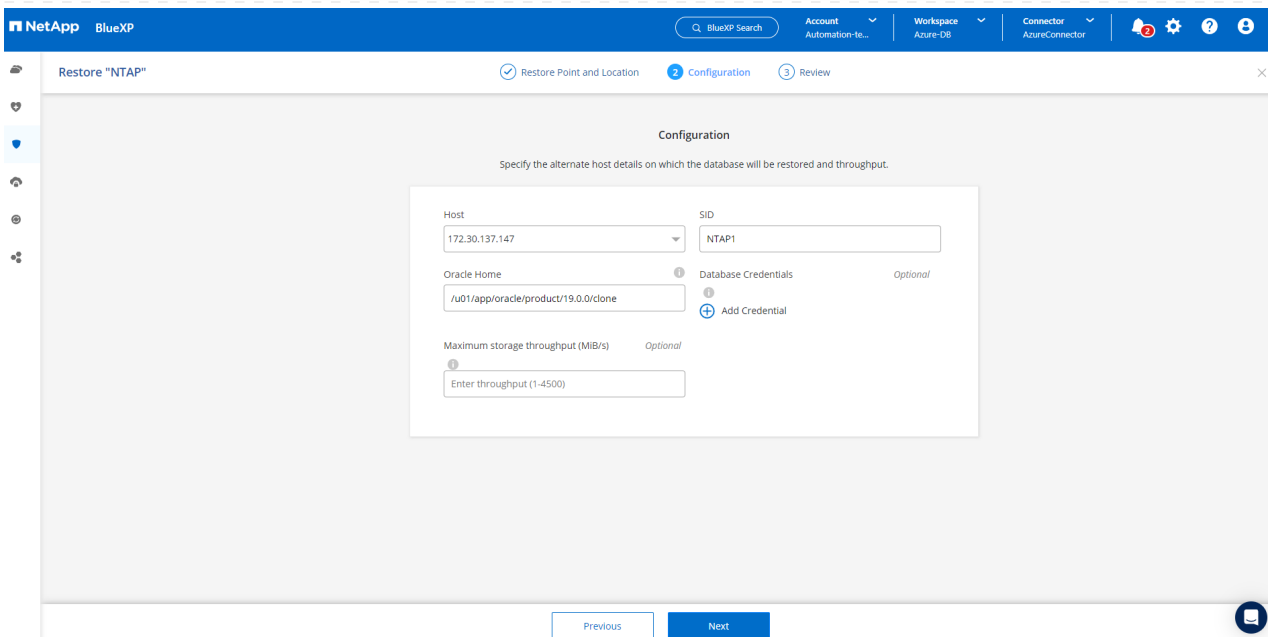 NetApp BlueXP
BlueXP Search
Account
Automation-te...
Workspace
Azure-DB
Connector
AzureConnector
2
Restore "NTAP"
Restore Point and Location
2 Configuration
3 Review
Configuration
Specify the alternate host details on which the database will be restored and throughput.
Host
SID
172.30.137.147
NTAP1
Oracle Home
Database Credentials Optional
/u01/app/oracle/product/19.0.0/clone
Add Credential
Maximum storage throughput (MiB/s) Optional
Enter throughput (1-4500)
Previous
Next